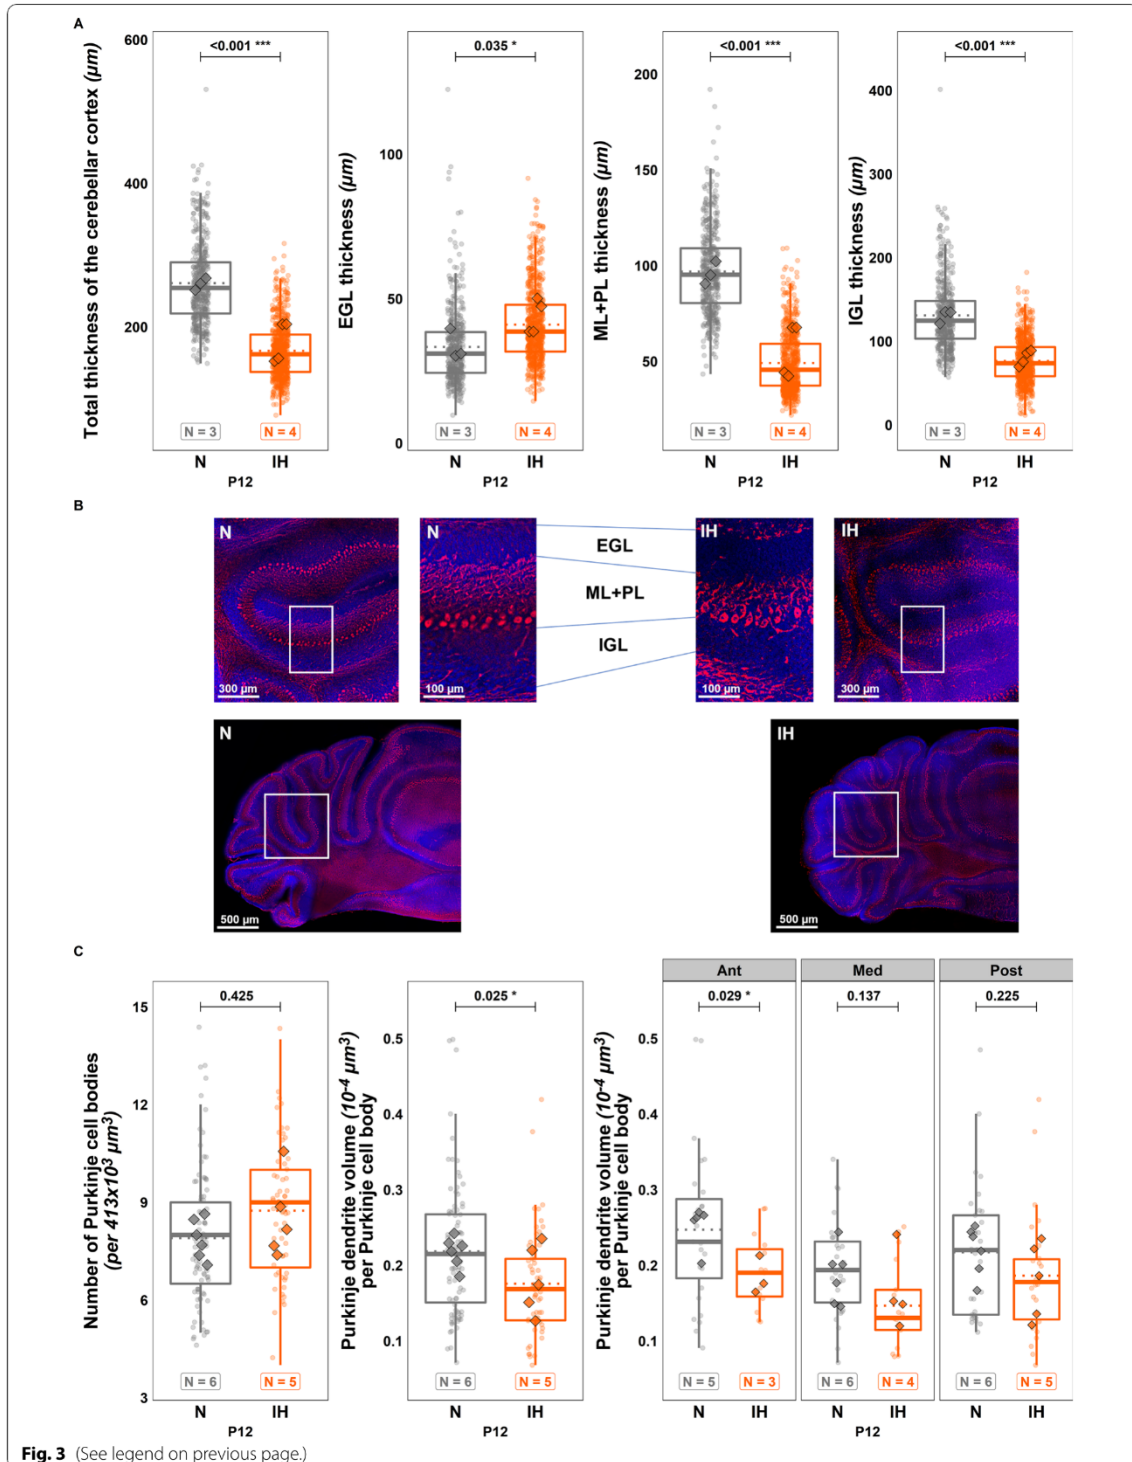 A
Total thickness of the cerebellar cortex (µm)
600
400
200
<0.001 ***
N = 3
N = 4
N
IH
P12
EGL thickness (µm)
100
50
0
0.035 *
N = 3
N = 4
N
IH
P12
ML+PL thickness (µm)
200
150
100
50
<0.001 ***
N = 3
N = 4
N
IH
P12
IGL thickness (µm)
400
300
200
100
0
<0.001 ***
N = 3
N = 4
N
IH
P12
B
N
300 µm
N
100 µm
EGL
ML+PL
IGL
IH
100 µm
IH
300 µm
N
500 µm
IH
500 µm
C
Number of Purkinje cell bodies
(per 413x10³ µm³)
15
12
9
6
3
0.425
N = 6
N = 5
N
IH
P12
Purkinje dendrite volume (10⁻⁴ µm³)
per Purkinje cell body
0.5
0.4
0.3
0.2
0.1
0.025 *
N = 6
N = 5
N
IH
P12
Purkinje dendrite volume (10⁻⁴ µm³)
per Purkinje cell body
0.5
0.4
0.3
0.2
0.1
Ant
Med
Post
0.029 *
0.137
0.225
N = 5
N = 3
N = 6
N = 4
N = 6
N = 5
N
IH
N
IH
N
IH
P12
Fig. 3 (See legend on previous page.)